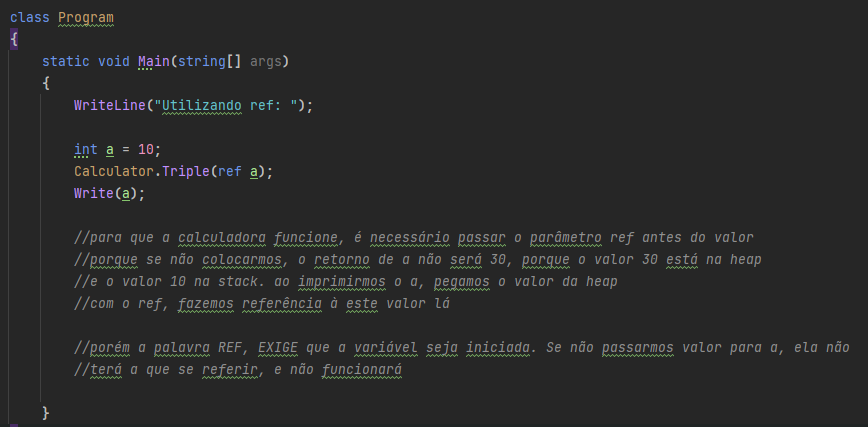 class Program
{
static void Main(string[] args)
{
WriteLine("Utilizando ref: ");
int a = 10;
Calculator.Triple(ref a);
Write(a);
//para que a calculadora funcione, é necessário passar o parâmetro ref antes do valor
//porque se não colocarmos, o retorno de a não será 30, porque o valor 30 está na heap
//e o valor 10 na stack. ao imprimirmos o a, pegamos o valor da heap
//com o ref, fazemos referência à este valor lá
//porém a palavra REF, EXIGE que a variável seja iniciada. Se não passarmos valor para a, ela não
//terá a que se referir, e não funcionará
}